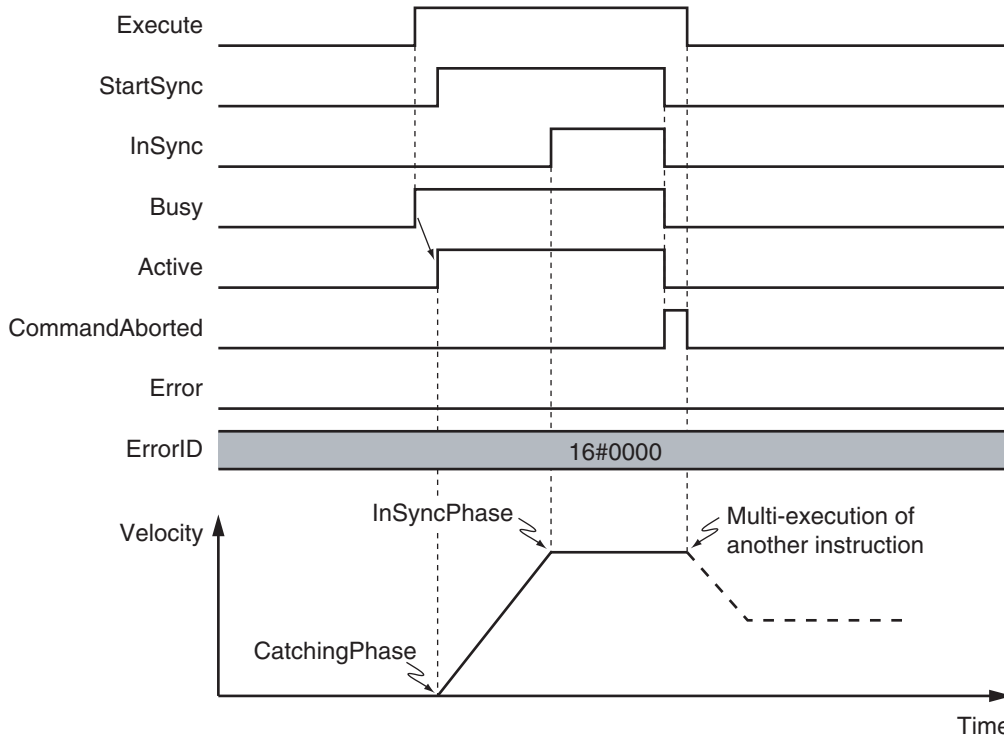 Execute
StartSync
InSync
Busy
Active
CommandAborted
Error
ErrorID
16#0000
Velocity
InSyncPhase
Multi-execution of
another instruction
CatchingPhase
Time